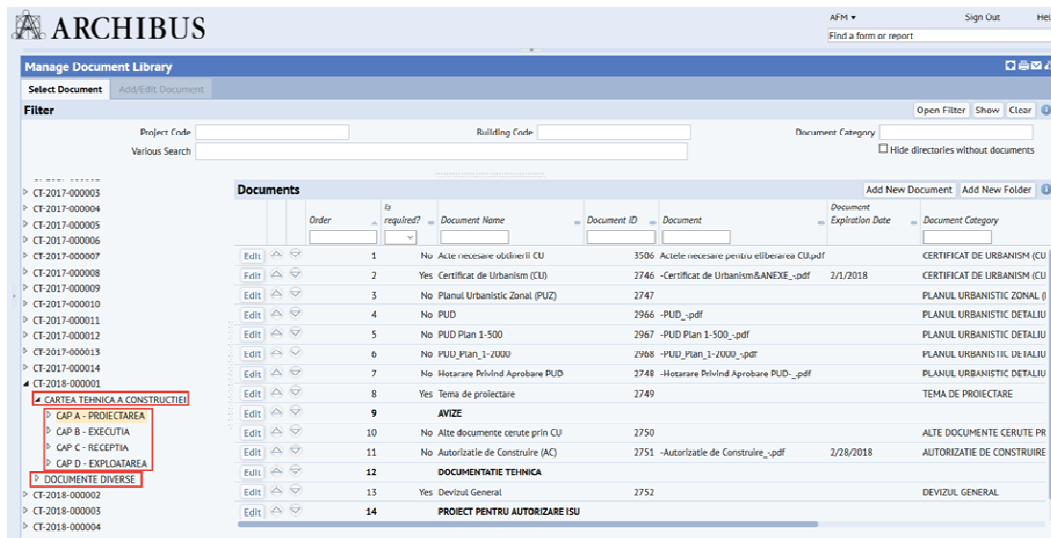 ARCHIBUS
AFM Sign Out
Find a form or report
Manage Document Library
Select Document Add/Edit Document
Filter Open Filter Show Clear
Project Code Building Code Document Category
Various Search Hide directories without documents
CT-2017-000003
CT-2017-000004
CT-2017-000005
CT-2017-000006
CT-2017-000007
CT-2017-000008
CT-2017-000009
CT-2017-000010
CT-2017-000011
CT-2017-000012
CT-2017-000013
CT-2017-000014
CT-2018-000001
CARTEA TEHNICA A CONSTRUCTIEI
CAP A - PROIECTAREA
CAP B - EXECUTIA
CAP C - RECEPTIA
CAP D - EXPLOATAREA
DOCUMENTE DIVERSE
CT-2018-000002
CT-2018-000003
CT-2018-000004
Documents Add New Document Add New Folder
Order Is required? Document Name Document ID Document Document Expiration Date Document Category
Edit 1 No Acte necesare obtinerii CU 3506 Actele necesare pentru eliberarea CU.pdf CERTIFICAT DE URBANISM (CU
Edit 2 Yes Certificat de Urbanism (CU) 2746 -Certificat de Urbanism&ANEXE_-.pdf 2/1/2018 CERTIFICAT DE URBANISM (CU
Edit 3 No Planul Urbanistic Zonal (PUZ) 2747 PLANUL URBANISTIC ZONAL (
Edit 4 No PUD 2966 -PUD_-.pdf PLANUL URBANISTIC DETALIU
Edit 5 No PUD Plan 1-500 2967 -PUD Plan 1-500_-.pdf PLANUL URBANISTIC DETALIU
Edit 6 No PUD_Plan_1-2000 2968 -PUD_Plan_1-2000_-.pdf PLANUL URBANISTIC DETALIU
Edit 7 No Hotarare Privind Aprobare PUD 2748 -Hotarare Privind Aprobare PUD-_.pdf PLANUL URBANISTIC DETALIU
Edit 8 Yes Tema de proiectare 2749 TEMA DE PROIECTARE
Edit 9 AVIZE
Edit 10 No Alte documente cerute prin CU 2750 ALTE DOCUMENTE CERUTE PR
Edit 11 No Autorizatie de Construire (AC) 2751 -Autorizatie de Construire_-.pdf 2/28/2018 AUTORIZATIE DE CONSTRUIRE
Edit 12 DOCUMENTATIE TEHNICA
Edit 13 Yes Devizul General 2752 DEVIZUL GENERAL
Edit 14 PROIECT PENTRU AUTORIZARE ISU